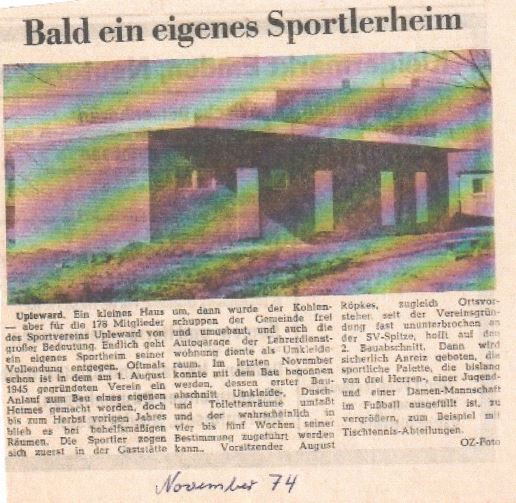 Bald ein eigenes Sportlerheim
Upleward. Ein kleines Haus
— aber für die 178 Mitglieder
des Sportvereins Upleward von
großer Bedeutung. Endlich geht
ein eigenes Sportheim seiner
Vollendung entgegen. Oftmals
schon ist in dem am 1. August
1945 gegründeten Verein ein
Anlauf zum Bau eines eigenen
Heimes gemacht worden, doch
bis zum Herbst vorigen Jahres
blieb es bei behelfsmäßigen
Räumen. Die Sportler zogen
sich zuerst in der Gaststätte
um, dann wurde der Kohlen-
schuppen der Gemeinde frei
und umgebaut, und auch die
Autogarage der Lehrerdienst-
wohnung diente als Umkleide-
raum. Im letzten November
konnte mit dem Bau begonnen
werden, dessen erster Bau-
abschnitt Umkleide-, Dusch-
und Toilettenräume umfaßt
und der wahrscheinlich in
vier bis fünf Wochen seiner
Bestimmung zugeführt werden
kann.. Vorsitzender August
Röpkes, zugleich Ortsvor-
steher, seit der Vereinsgrün-
dung fast ununterbrochen an
der SV-Spitze, hofft auf den
2. Bauabschnitt. Dann wird
sicherlich Anreiz geboten, die
sportliche Palette, die bislang
von drei Herren-, einer Jugend-
und einer Damen-Mannschaft
im Fußball ausgefüllt ist, zu
vergrößern, zum Beispiel mit
Tischtennis-Abteilungen.
OZ-Foto
November 74